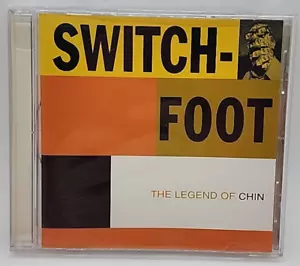 SWITCH-
FOOT
THE LEGEND OF CHIN